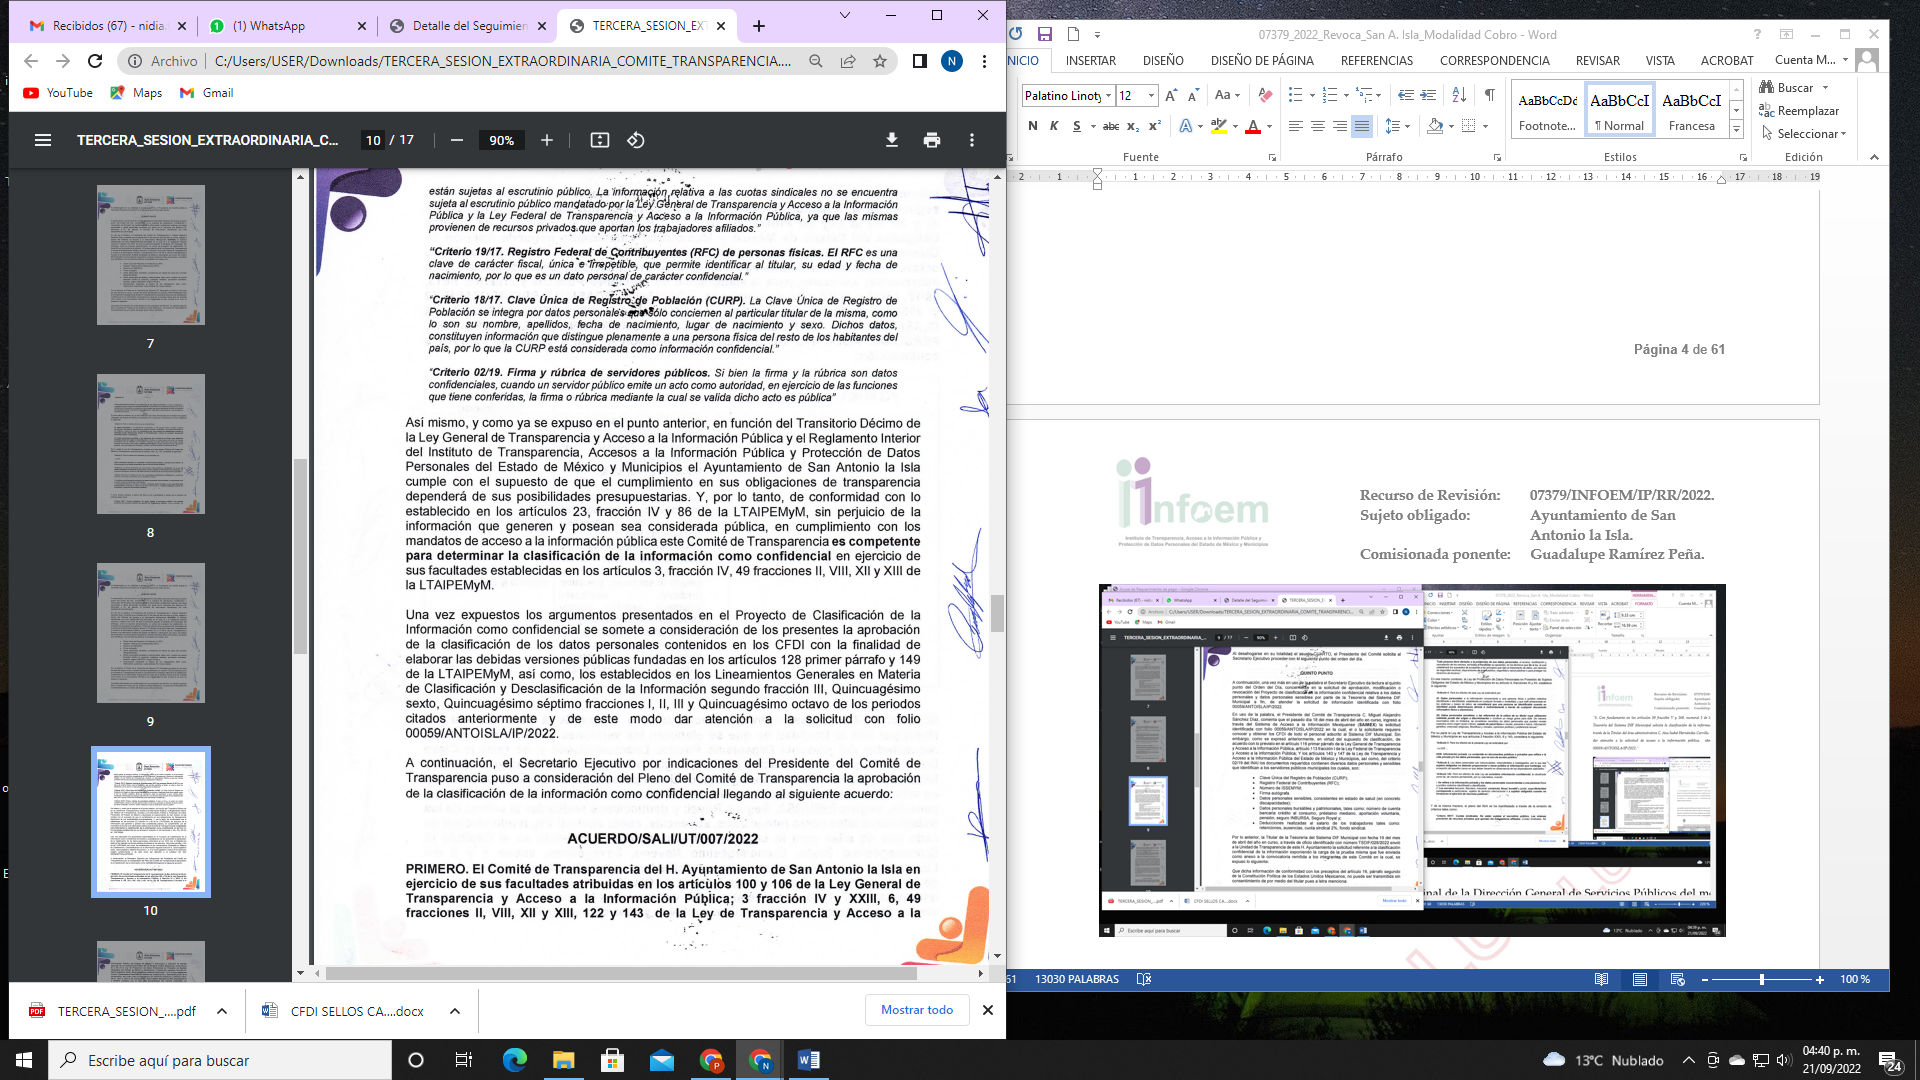 Recibidos (67) - nidia.
(1) WhatsApp
Detalle del Seguimien
TERCERA_SESION_EXT
Archivo
C:/Users/USER/Downloads/TERCERA_SESION_EXTRAORDINARIA_COMITE_TRANSPARENCIA....
N
YouTube
Maps
Gmail
TERCERA_SESION_EXTRAORDINARIA_C...
10 / 17
90%
7
8
9
10
están sujetas al escrutinio público. La información relativa a las cuotas sindicales no se encuentra
sujeta al escrutinio público mandatado por la Ley General de Transparencia y Acceso a la Información
Pública y la Ley Federal de Transparencia y Acceso a la Información Pública, ya que las mismas
provienen de recursos privados que aportan los trabajadores afiliados."
"Criterio 19/17. Registro Federal de Contribuyentes (RFC) de personas físicas. El RFC es una
clave de carácter fiscal, única e irrepetible, que permite identificar al titular, su edad y fecha de
nacimiento, por lo que es un dato personal de carácter confidencial."
"Criterio 18/17. Clave Única de Registro de Población (CURP). La Clave Única de Registro de
Población se integra por datos personales que sólo conciernen al particular titular de la misma, como
lo son su nombre, apellidos, fecha de nacimiento, lugar de nacimiento y sexo. Dichos datos,
constituyen información que distingue plenamente a una persona física del resto de los habitantes del
país, por lo que la CURP está considerada como información confidencial."
"Criterio 02/19. Firma y rúbrica de servidores públicos. Si bien la firma y la rúbrica son datos
confidenciales, cuando un servidor público emite un acto como autoridad, en ejercicio de las funciones
que tiene conferidas, la firma o rúbrica mediante la cual se valida dicho acto es pública"
Así mismo, y como ya se expuso en el punto anterior, en función del Transitorio Décimo de
la Ley General de Transparencia y Acceso a la Información Pública y el Reglamento Interior
del Instituto de Transparencia, Accesos a la Información Pública y Protección de Datos
Personales del Estado de México y Municipios el Ayuntamiento de San Antonio la Isla
cumple con el supuesto de que el cumplimiento en sus obligaciones de transparencia
dependerá de sus posibilidades presupuestarias. Y, por lo tanto, de conformidad con lo
establecido en los artículos 23, fracción IV y 86 de la LTAIPEMyM, sin perjuicio de la
información que generen y posean sea considerada pública, en cumplimiento con los
mandatos de acceso a la información pública este Comité de Transparencia es competente
para determinar la clasificación de la información como confidencial en ejercicio de
sus facultades establecidas en los artículos 3, fracción IV, 49 fracciones II, VIII, XII y XIII de
la LTAIPEMyM.
Una vez expuestos los argumentos presentados en el Proyecto de Clasificación de la
Información como confidencial se somete a consideración de los presentes la aprobación
de la clasificación de los datos personales contenidos en los CFDI con la finalidad de
elaborar las debidas versiones públicas fundadas en los artículos 128 primer párrafo y 149
de la LTAIPEMyM, así como, los establecidos en los Lineamientos Generales en Materia
de Clasificación y Desclasificación de la Información segundo fracción III, Quincuagésimo
sexto, Quincuagésimo séptimo fracciones I, II, III y Quincuagésimo octavo de los periodos
citados anteriormente y de este modo dar atención a la solicitud con folio
00059/ANTOISLA/IP/2022.
A continuación, el Secretario Ejecutivo por indicaciones del Presidente del Comité de
Transparencia puso a consideración del Pleno del Comité de Transparencia la aprobación
de la clasificación de la información como confidencial llegando al siguiente acuerdo:
ACUERDO/SALI/UT/007/2022
PRIMERO. El Comité de Transparencia del H. Ayuntamiento de San Antonio la Isla en
ejercicio de sus facultades atribuidas en los artículos 100 y 106 de la Ley General de
Transparencia y Acceso a la Información Pública; 3 fracción IV y XXIII, 6, 49
fracciones II, VIII, XII y XIII, 122 y 143 de la Ley de Transparencia y Acceso a la
TERCERA_SESION_....pdf
CFDI SELLOS CA....docx
Mostrar todo
07379_2022_Revoca_San A. Isla_Modalidad Cobro - Word
NICIO
INSERTAR
DISEÑO
DISEÑO DE PÁGINA
REFERENCIAS
CORRESPONDENCIA
REVISAR
VISTA
ACROBAT
Cuenta M...
Palatino Linoty
12
Fuente
Párrafo
AaBbCcDd
Footnote...
AaBbCcI
¶ Normal
AaBbCcI
Francesa
Estilos
Buscar
Reemplazar
Seleccionar
Edición
Página 4 de 61
infoem
Instituto de Transparencia, Acceso a la Información Pública y
Protección de Datos Personales del Estado de México y Municipios
Recurso de Revisión: 07379/INFOEM/IP/RR/2022.
Sujeto obligado: Ayuntamiento de San
Antonio la Isla.
Comisionada ponente: Guadalupe Ramírez Peña.
QUINTO PUNTO
61
13030 PALABRAS
100 %
Escribe aquí para buscar
13°C Nublado
04:40 p. m.
21/09/2022
24